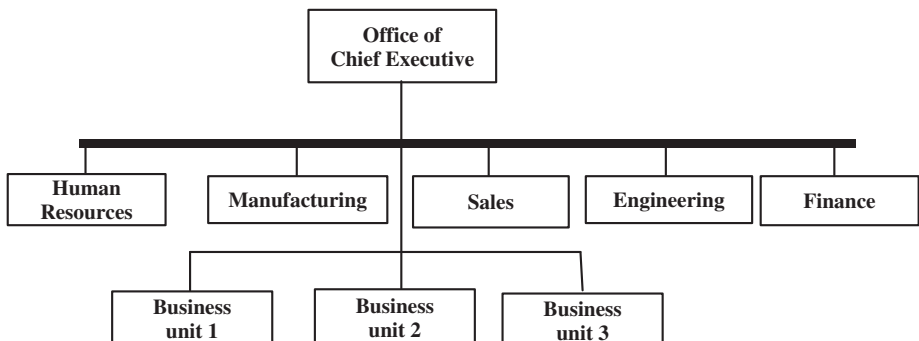 Office of
Chief Executive
Human
Resources
Manufacturing
Sales
Engineering
Finance
Business
unit 1
Business
unit 2
Business
unit 3